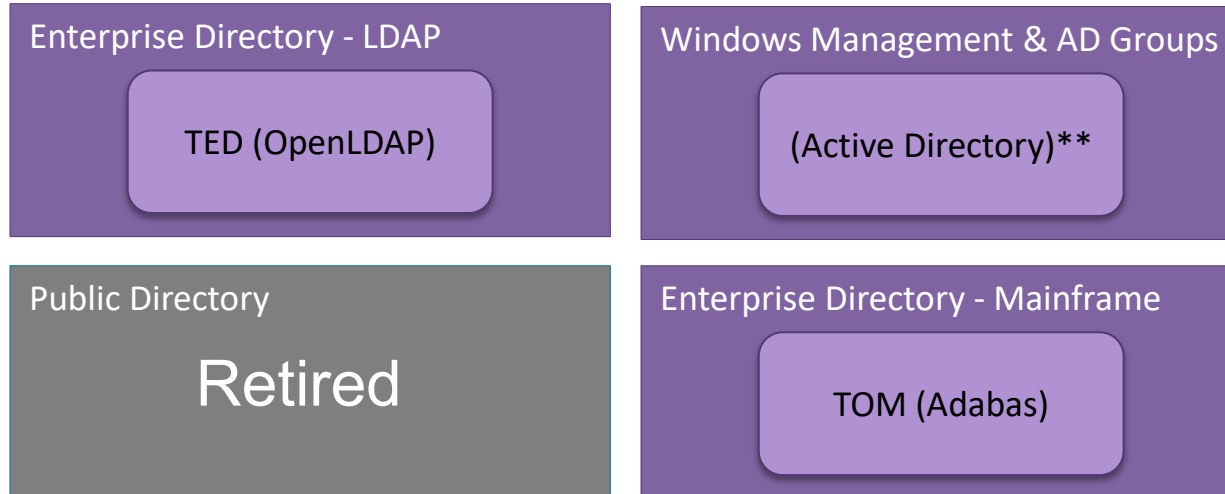 Enterprise Directory - LDAP
TED (OpenLDAP)
Windows Management & AD Groups
(Active Directory)**
Public Directory
Retired
Enterprise Directory - Mainframe
TOM (Adabas)